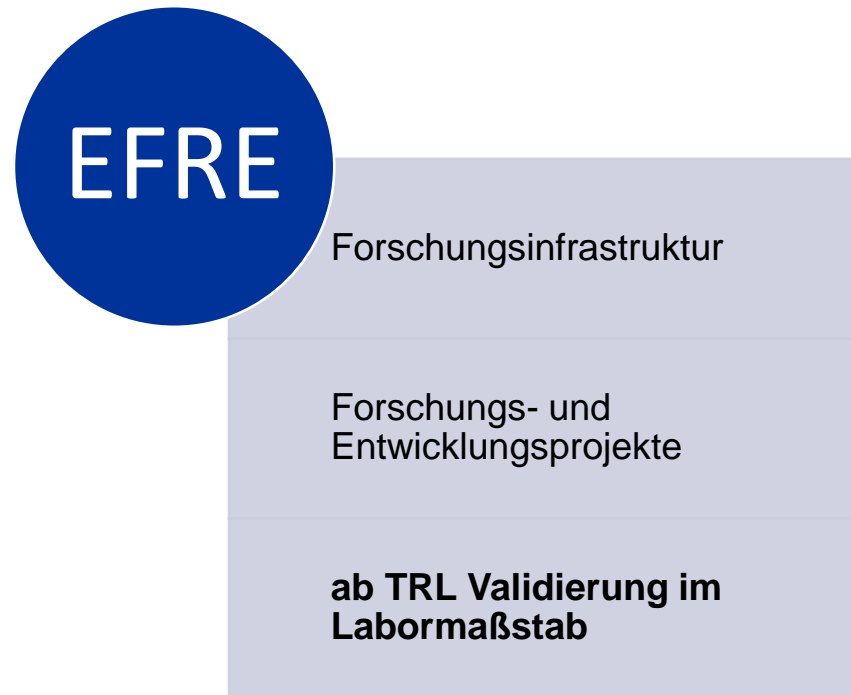 EFRE
Forschungsinfrastruktur
Forschungs- und
Entwicklungsprojekte
ab TRL Validierung im
Labormaßstab